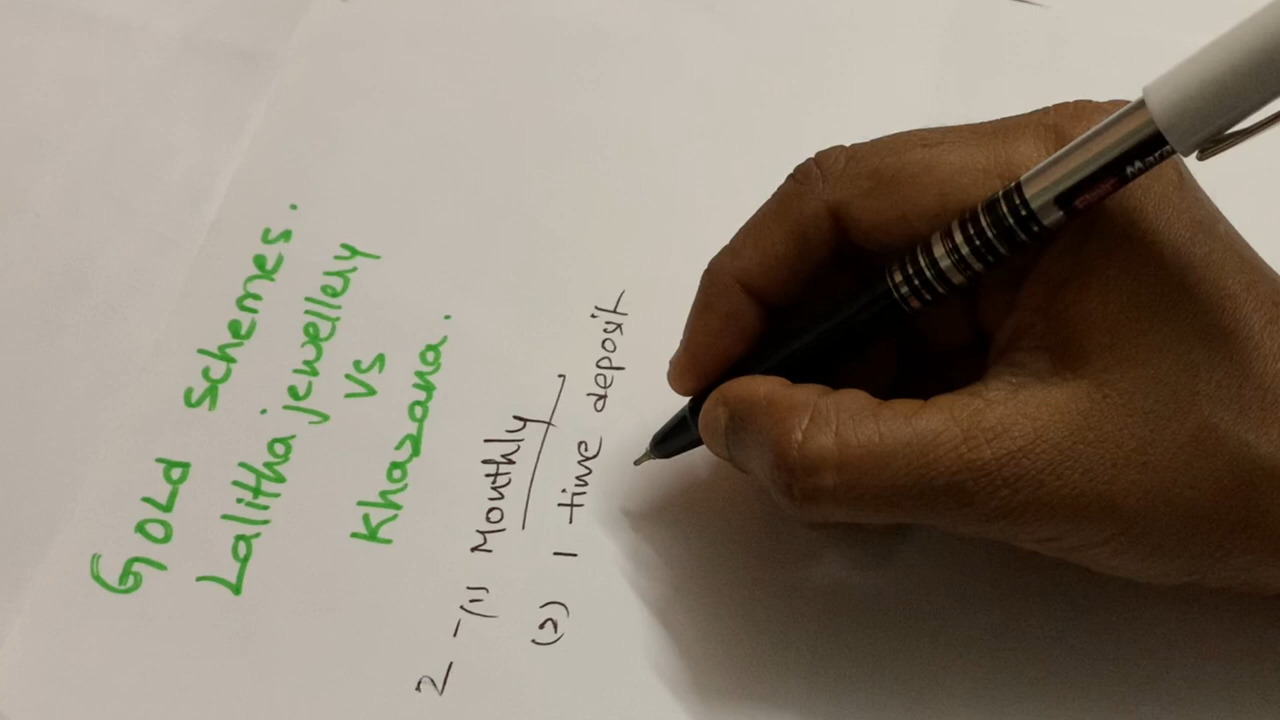 Gold schemes.
Lalitha jewellery
vs
Khazana.
2 - (1) Monthly
(2) 1 time deposit